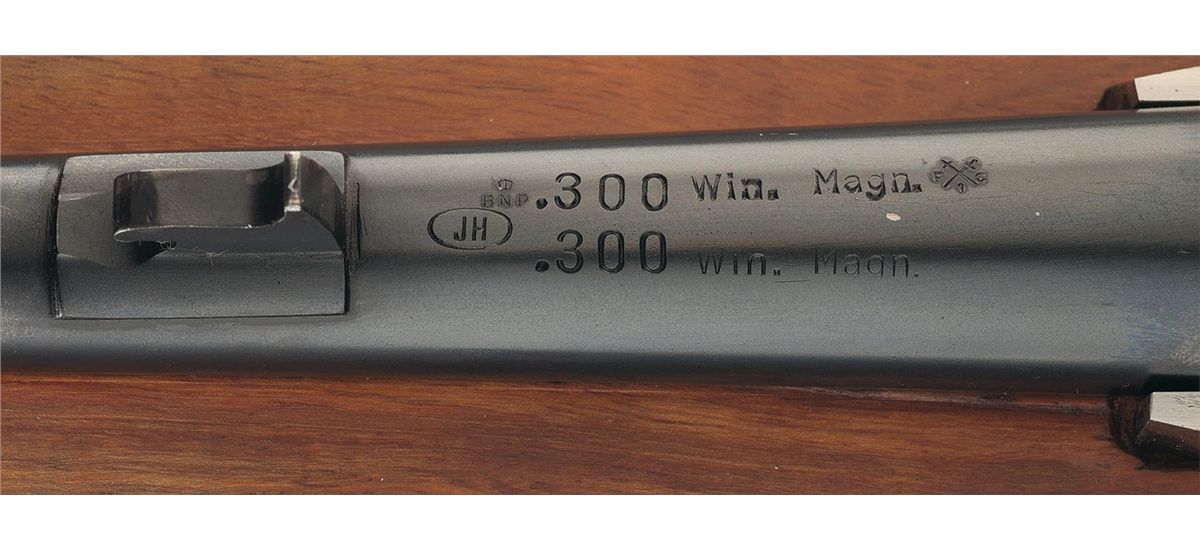 BNP .300 Win. Magn.
JH
.300 Win. Magn.